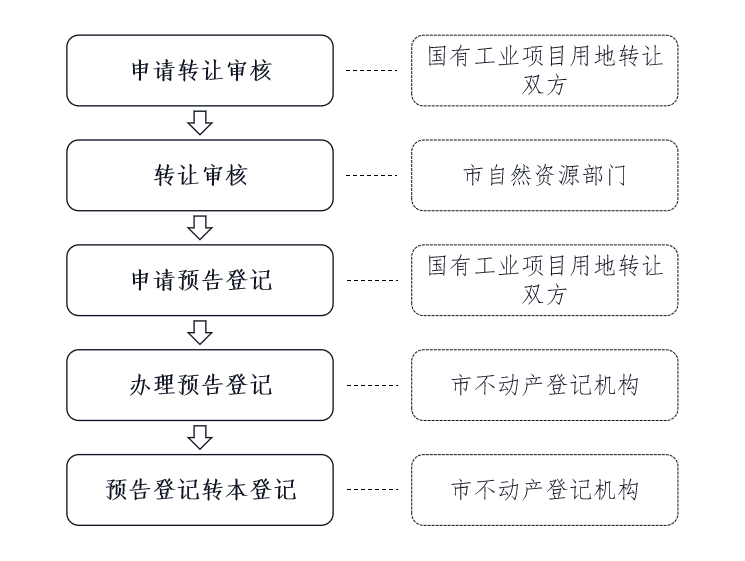 申请转让审核
国有工业项目用地转让
双方
转让审核
市自然资源部门
申请预告登记
国有工业项目用地转让
双方
办理预告登记
市不动产登记机构
预告登记转本登记
市不动产登记机构